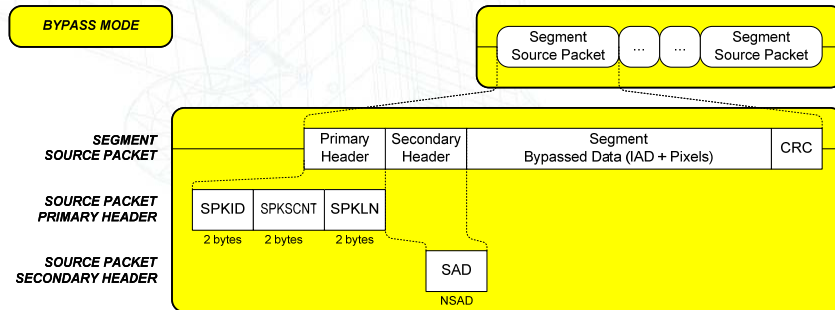 BYPASS MODE
Segment
Source Packet
...
...
Segment
Source Packet
SEGMENT
SOURCE PACKET
Primary
Header
Secondary
Header
Segment
Bypassed Data (IAD + Pixels)
CRC
SOURCE PACKET
PRIMARY HEADER
SPKID
SPKSCNT
SPKLN
2 bytes
2 bytes
2 bytes
SOURCE PACKET
SECONDARY HEADER
SAD
NSAD